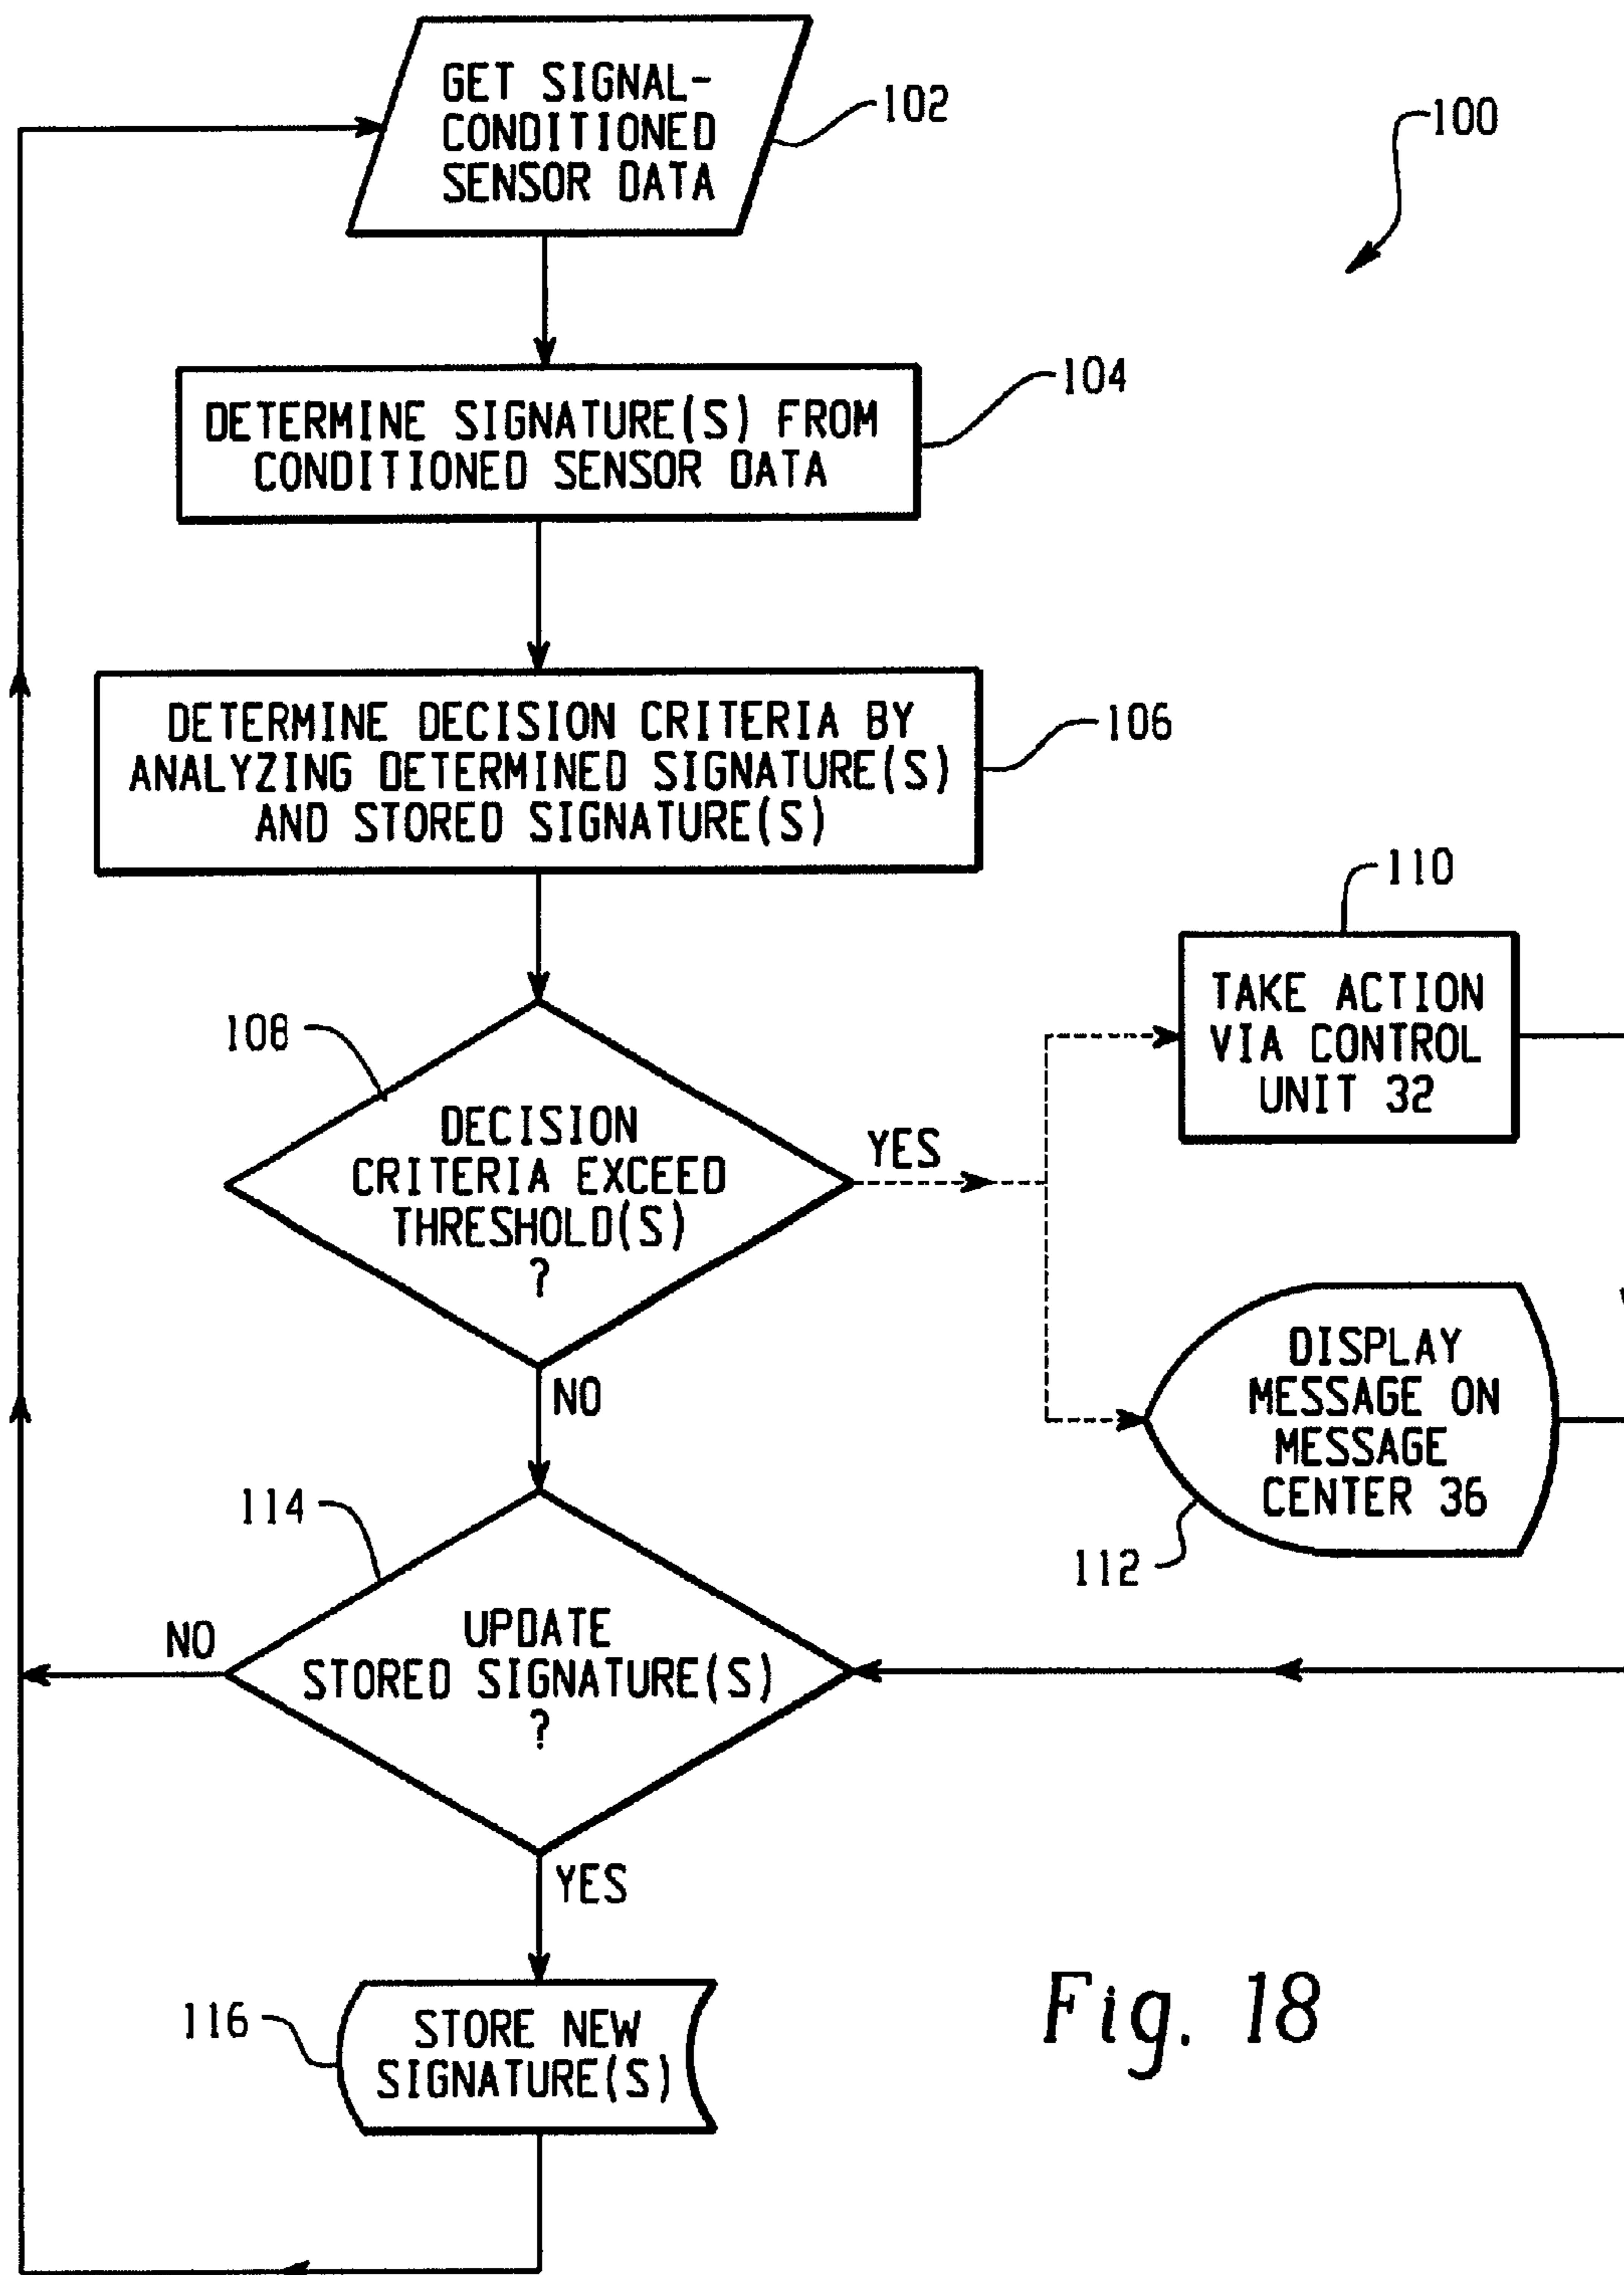 GET SIGNAL-
CONDITIONED
SENSOR DATA
102
100
104
DETERMINE SIGNATURE(S) FROM
CONDITIONED SENSOR DATA
DETERMINE DECISION CRITERIA BY
ANALYZING DETERMINED SIGNATURE(S)
AND STORED SIGNATURE(S)
106
110
TAKE ACTION
VIA CONTROL
UNIT 32
108
DECISION
CRITERIA EXCEED
THRESHOLD(S)
?
YES
NO
DISPLAY
MESSAGE ON
MESSAGE
CENTER 36
112
114
UPDATE
STORED SIGNATURE(S)
?
NO
YES
116
STORE NEW
SIGNATURE(S)
Fig. 18